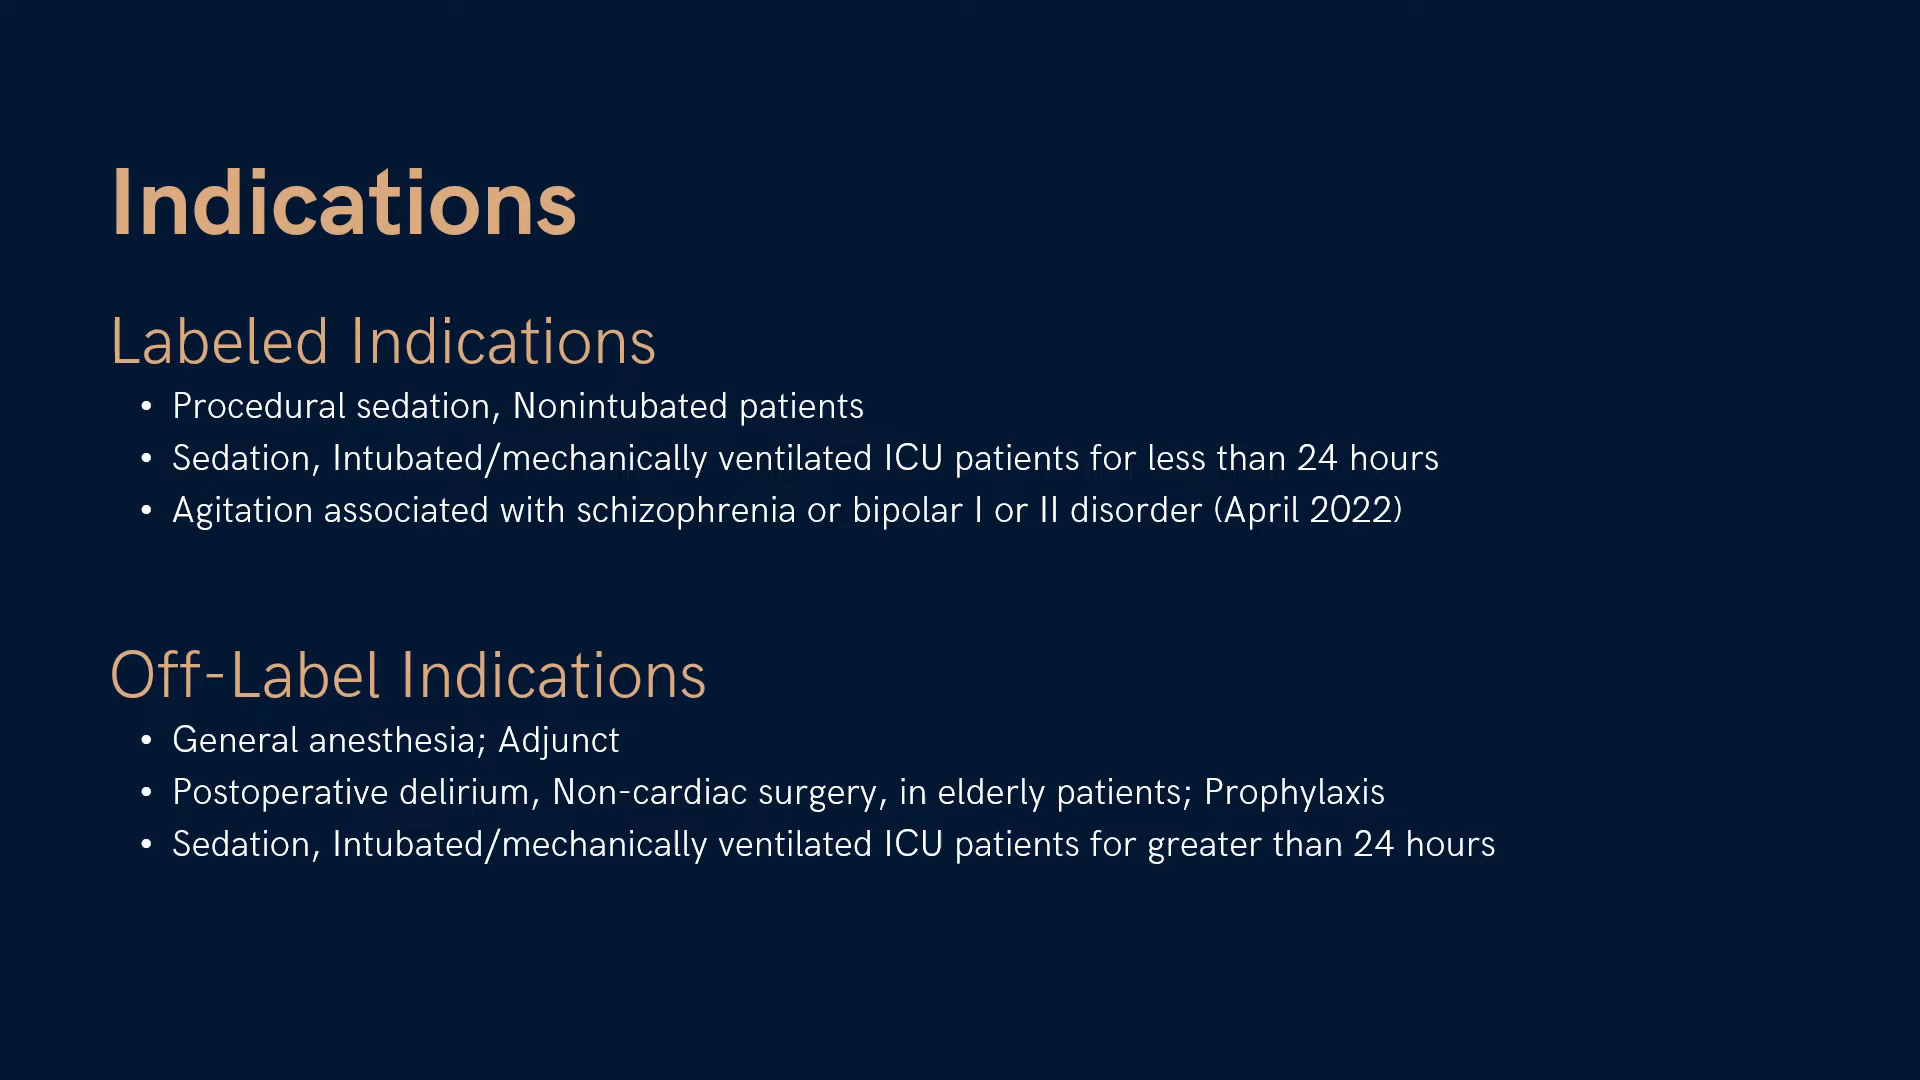 Indications
Labeled Indications
• Procedural sedation, Nonintubated patients
• Sedation, Intubated/mechanically ventilated ICU patients for less than 24 hours
• Agitation associated with schizophrenia or bipolar I or II disorder (April 2022)
Off-Label Indications
• General anesthesia; Adjunct
• Postoperative delirium, Non-cardiac surgery, in elderly patients; Prophylaxis
• Sedation, Intubated/mechanically ventilated ICU patients for greater than 24 hours